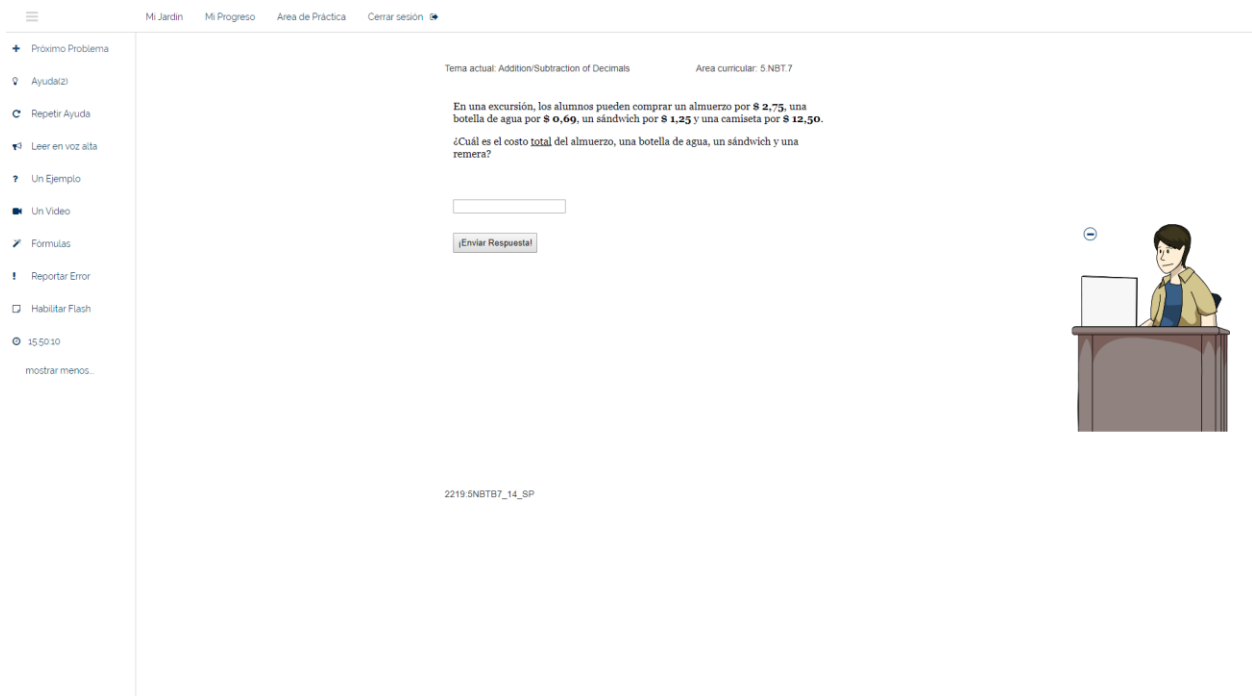 Mi Jardín Mi Progreso Area de Práctica Cerrar sesión
Próximo Problema
Ayuda(2)
Repetir Ayuda
Leer en voz alta
Un Ejemplo
Un Video
Fórmulas
Reportar Error
Habilitar Flash
15:50:10
mostrar menos...
Tema actual: Addition/Subtraction of Decimals Area curricular: 5.NBT.7
En una excursión, los alumnos pueden comprar un almuerzo por $ 2,75, una
botella de agua por $ 0,69, un sándwich por $ 1,25 y una camiseta por $ 12,50.
¿Cuál es el costo total del almuerzo, una botella de agua, un sándwich y una
remera?
¡Enviar Respuesta!
2219:5NBTB7_14_SP